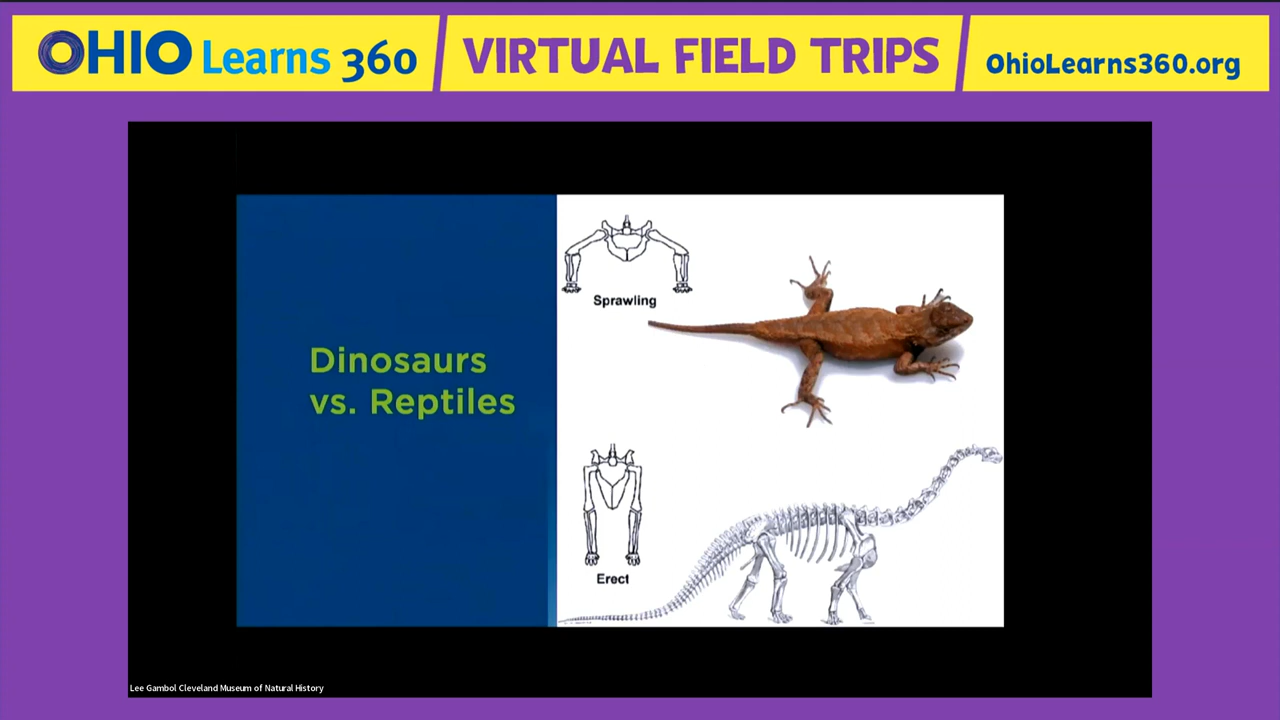 OHIO Learns 360
VIRTUAL FIELD TRIPS
OhioLearns360.org
Sprawling
Dinosaurs
vs. Reptiles
Erect
Lee Gambol Cleveland Museum of Natural History